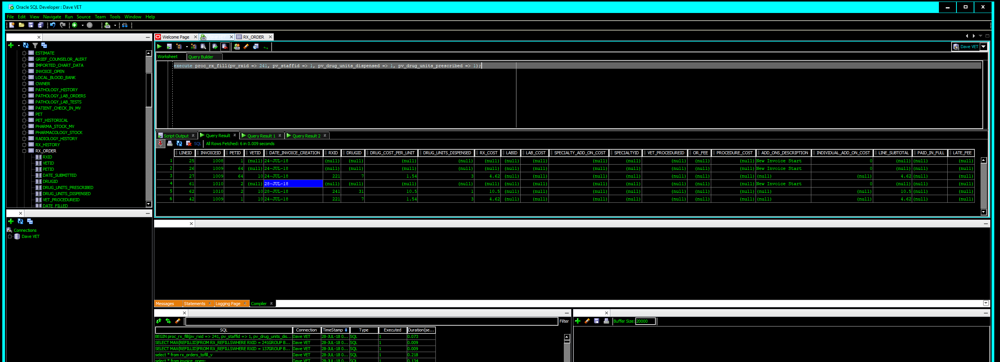 Oracle SQL Developer : Dave VET
File Edit View Navigate Run Source Team Tools Window Help
Welcome Page
Dave VET
RX_ORDER
Dave VET
Worksheet Query Builder
execute proc_rx_fill(pv_rxid => 241, pv_staffid => 1, pv_drug_units_dispensed => 1, pv_drug_units_prescribed => 1);
ESTIMATE
GRIEF_COUNSELOR_ALERT
IMPORTED_CHART_DATA
INVOICE_OPEN
LOCAL_BLOOD_BANK
OWNER
PATHOLOGY_HISTORY
PATHOLOGY_LAB_ORDERS
PATHOLOGY_LAB_TESTS
PATIENT_CHECK_IN_MV
PET
PET_HISTORICAL
PHARMA_STOCK_MV
PHARMACOLOGY_STOCK
RADIOLOGY_HISTORY
RX_HISTORY
RX_ORDER
RXID
VETID
PETID
DATE_SUBMITTED
DRUGID
DRUG_UNITS_PRESCRIBED
DRUG_UNITS_DISPENSED
VET_PROCEDUREID
DATE_FILLED
Connections
Dave VET
Script Output Query Result Query Result 1 Query Result 2
SQL All Rows Fetched: 6 in 0.009 seconds
LINEID INVOICEID PETID VETID DATE_INVOICE_CREATION RXID DRUGID DRUG_COST_PER_UNIT DRUG_UNITS_DISPENSED RX_COST LABID LAB_COST SPECIALTY_ADD_ON_COST SPECIALTYID VET_PROCEDUREID OR_FEE PROCEDURE_COST ADD_ONS_DESCRIPTION INDIVIDUAL_ADD_ON_COST LINE_SUBTOTAL PAID_IN_FULL LATE_FEE
1 25 1008 1 (null) 24-JUL-18 (null) (null) (null) (null) (null) (null) (null) (null) (null) (null) (null) (null) New Invoice Start 0 (null) (null) (null)
2 26 1009 64 (null) 24-JUL-18 (null) (null) (null) (null) (null) (null) (null) (null) (null) (null) (null) (null) New Invoice Start 0 (null) (null) (null)
3 27 1009 64 10 24-JUL-18 221 7 1.54 3 4.62 (null) (null) (null) (null) (null) (null) (null) (null) (null) 4.62 (null) (null)
4 61 1010 2 (null) 28-JUL-18 (null) (null) (null) (null) (null) (null) (null) (null) (null) (null) (null) (null) New Invoice Start 0 (null) (null) (null)
5 62 1010 2 10 28-JUL-18 241 31 10.5 1 10.5 (null) (null) (null) (null) (null) (null) (null) (null) (null) 10.5 (null) (null)
6 42 1009 1 10 24-JUL-18 221 7 1.54 3 4.62 (null) (null) (null) (null) (null) (null) (null) (null) (null) 4.62 (null) (null)
Messages Statements Logging Page Compiler
Filter
Buffer Size: 20000
SQL Connection TimeStamp Type Executed Duration(se...
BEGIN proc_rx_fill(pv_rxid => 241, pv_staffid => 1, pv_drug_units_dis... Dave VET 28-JUL-18 0... SQL 1 0.073
SELECT MAX(REFILLID)FROM RX_REFILLSWHERE RXID = 241GROUP B... Dave VET 28-JUL-18 0... SQL 1 0.009
SELECT MAX(REFILLID)FROM RX_REFILLSWHERE RXID = 137GROUP B... Dave VET 28-JUL-18 0... SQL 1 0.009
select * from rx_orders_tofill_v Dave VET 28-JUL-18 0... SQL 1 0.218
select * from invoice_open; Dave VET 28-JUL-18 0... SQL 1 0.134